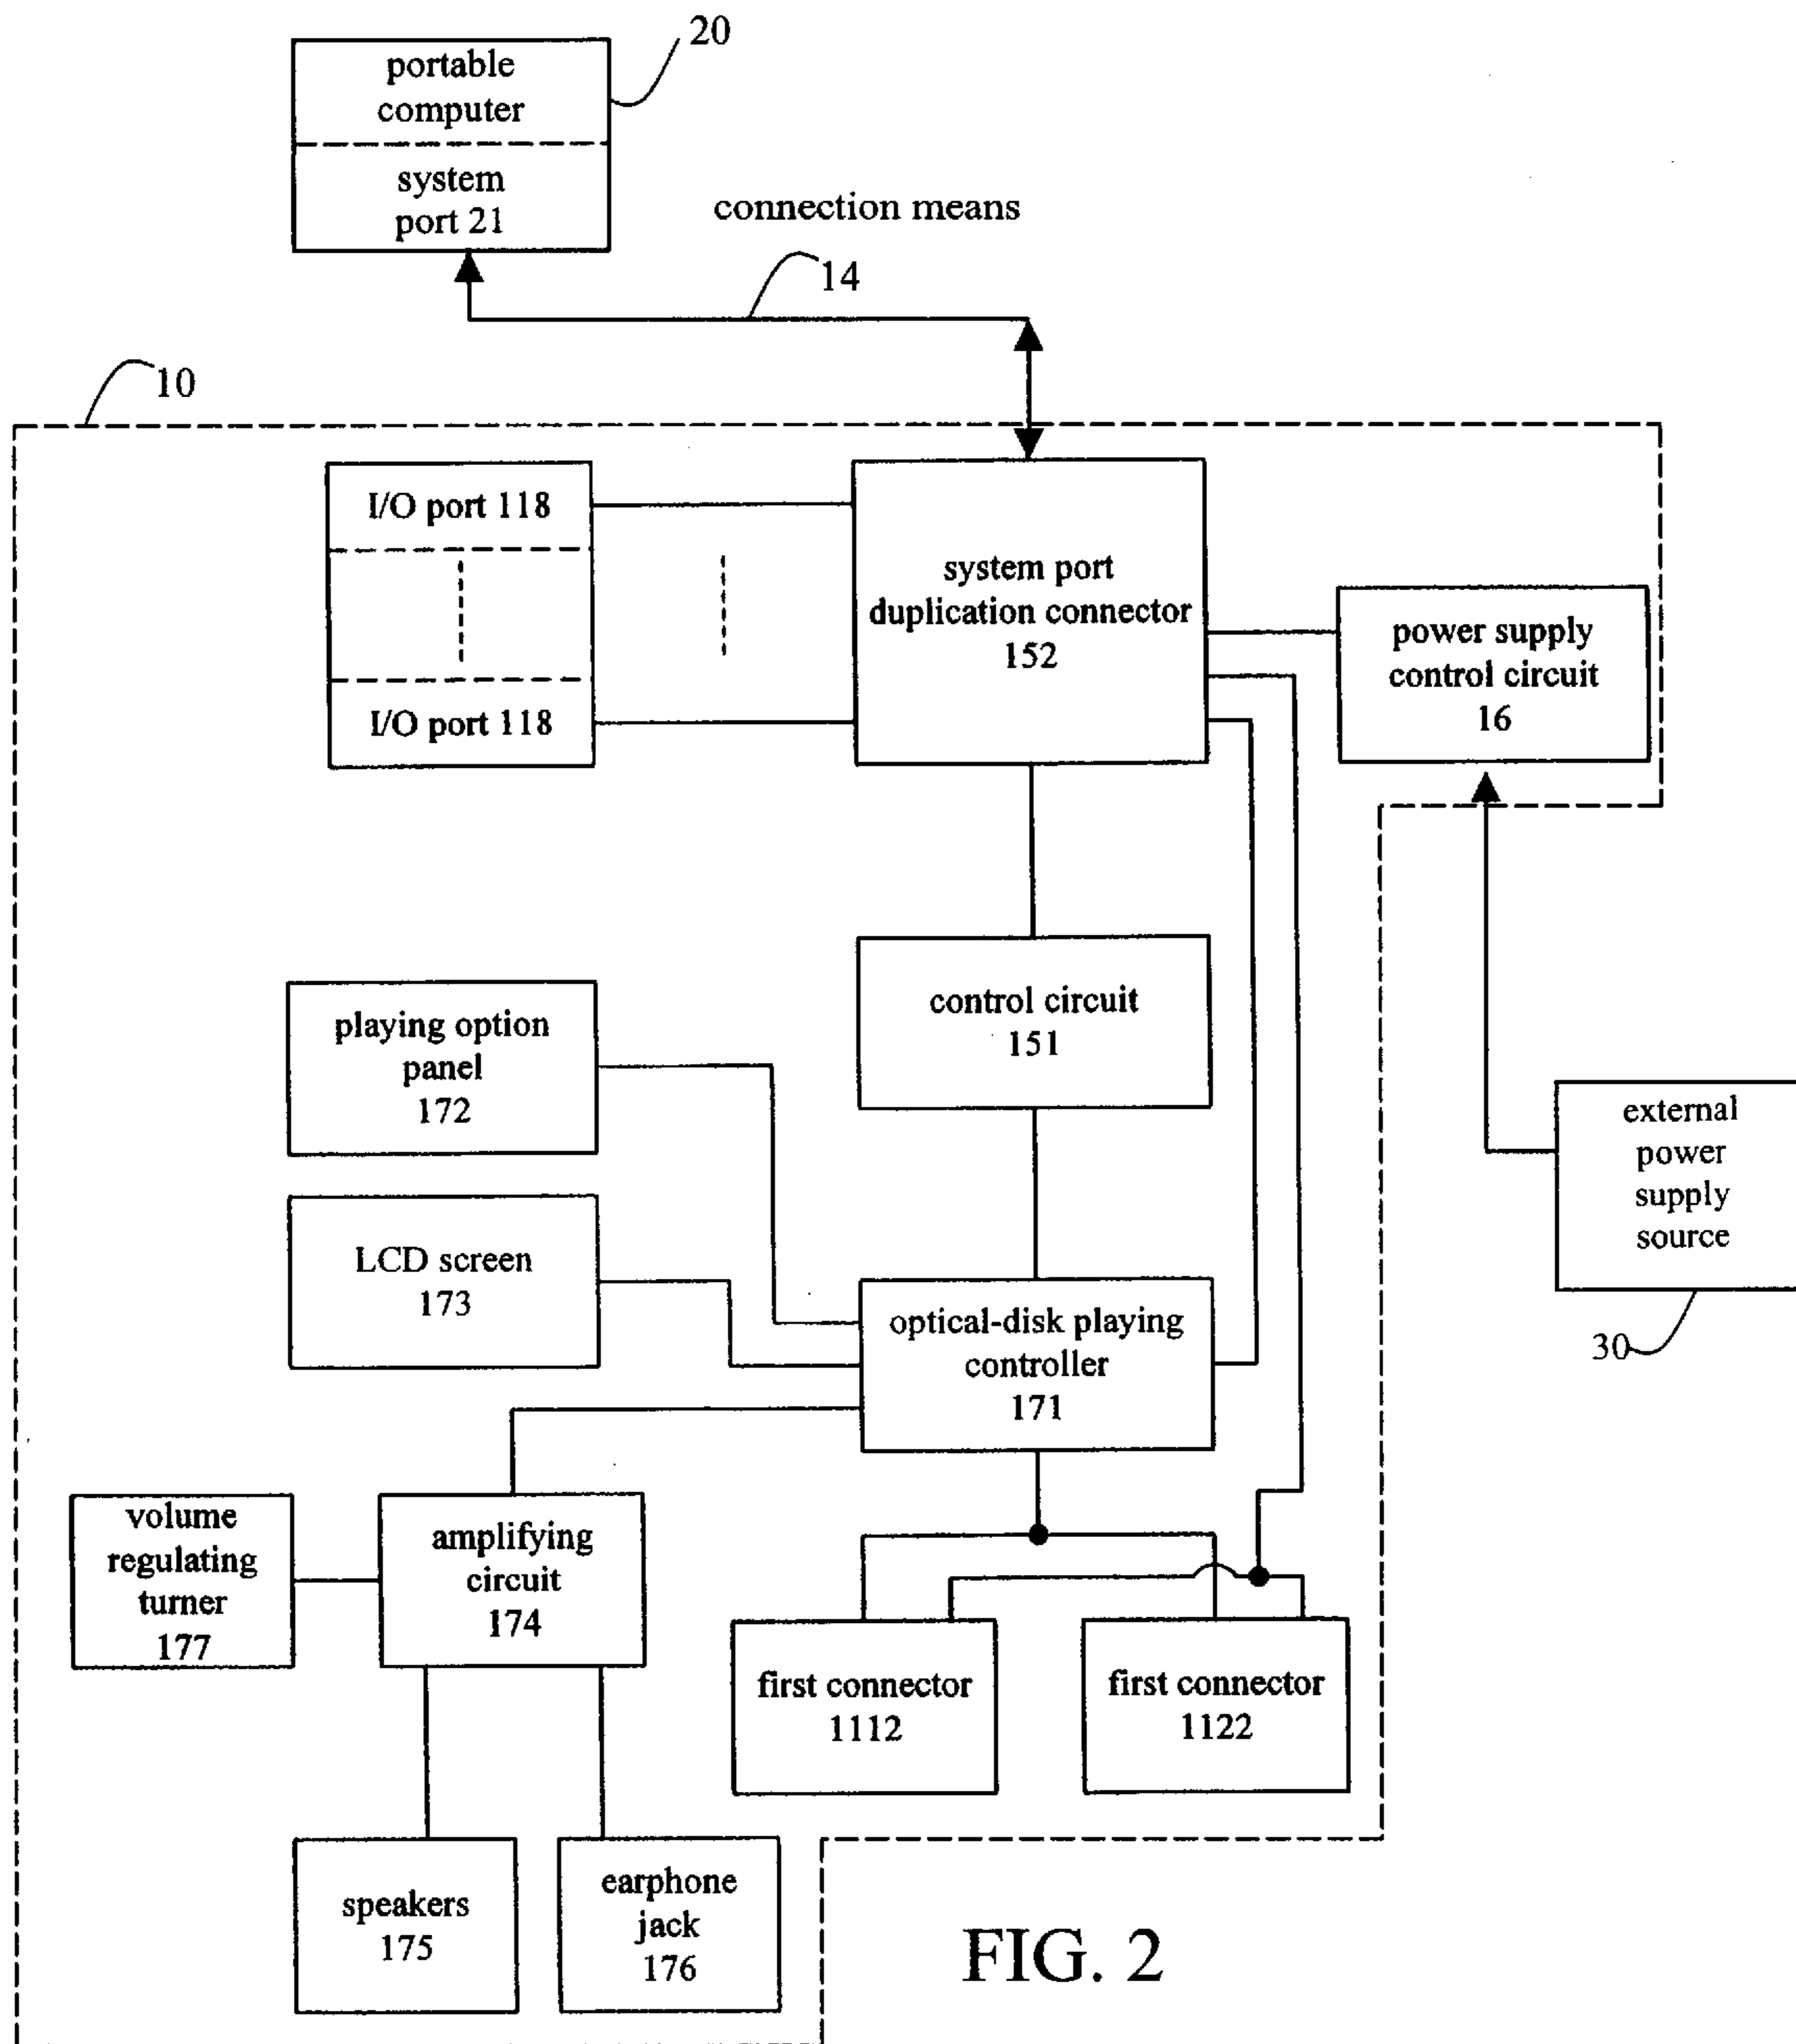 20
portable
computer
system
port 21
connection means
14
10
I/O port 118
I/O port 118
system port
duplication connector
152
power supply
control circuit
16
control circuit
151
playing option
panel
172
external
power
supply
source
30
LCD screen
173
optical-disk playing
controller
171
volume
regulating
turner
177
amplifying
circuit
174
first connector
1112
first connector
1122
speakers
175
earphone
jack
176
FIG. 2